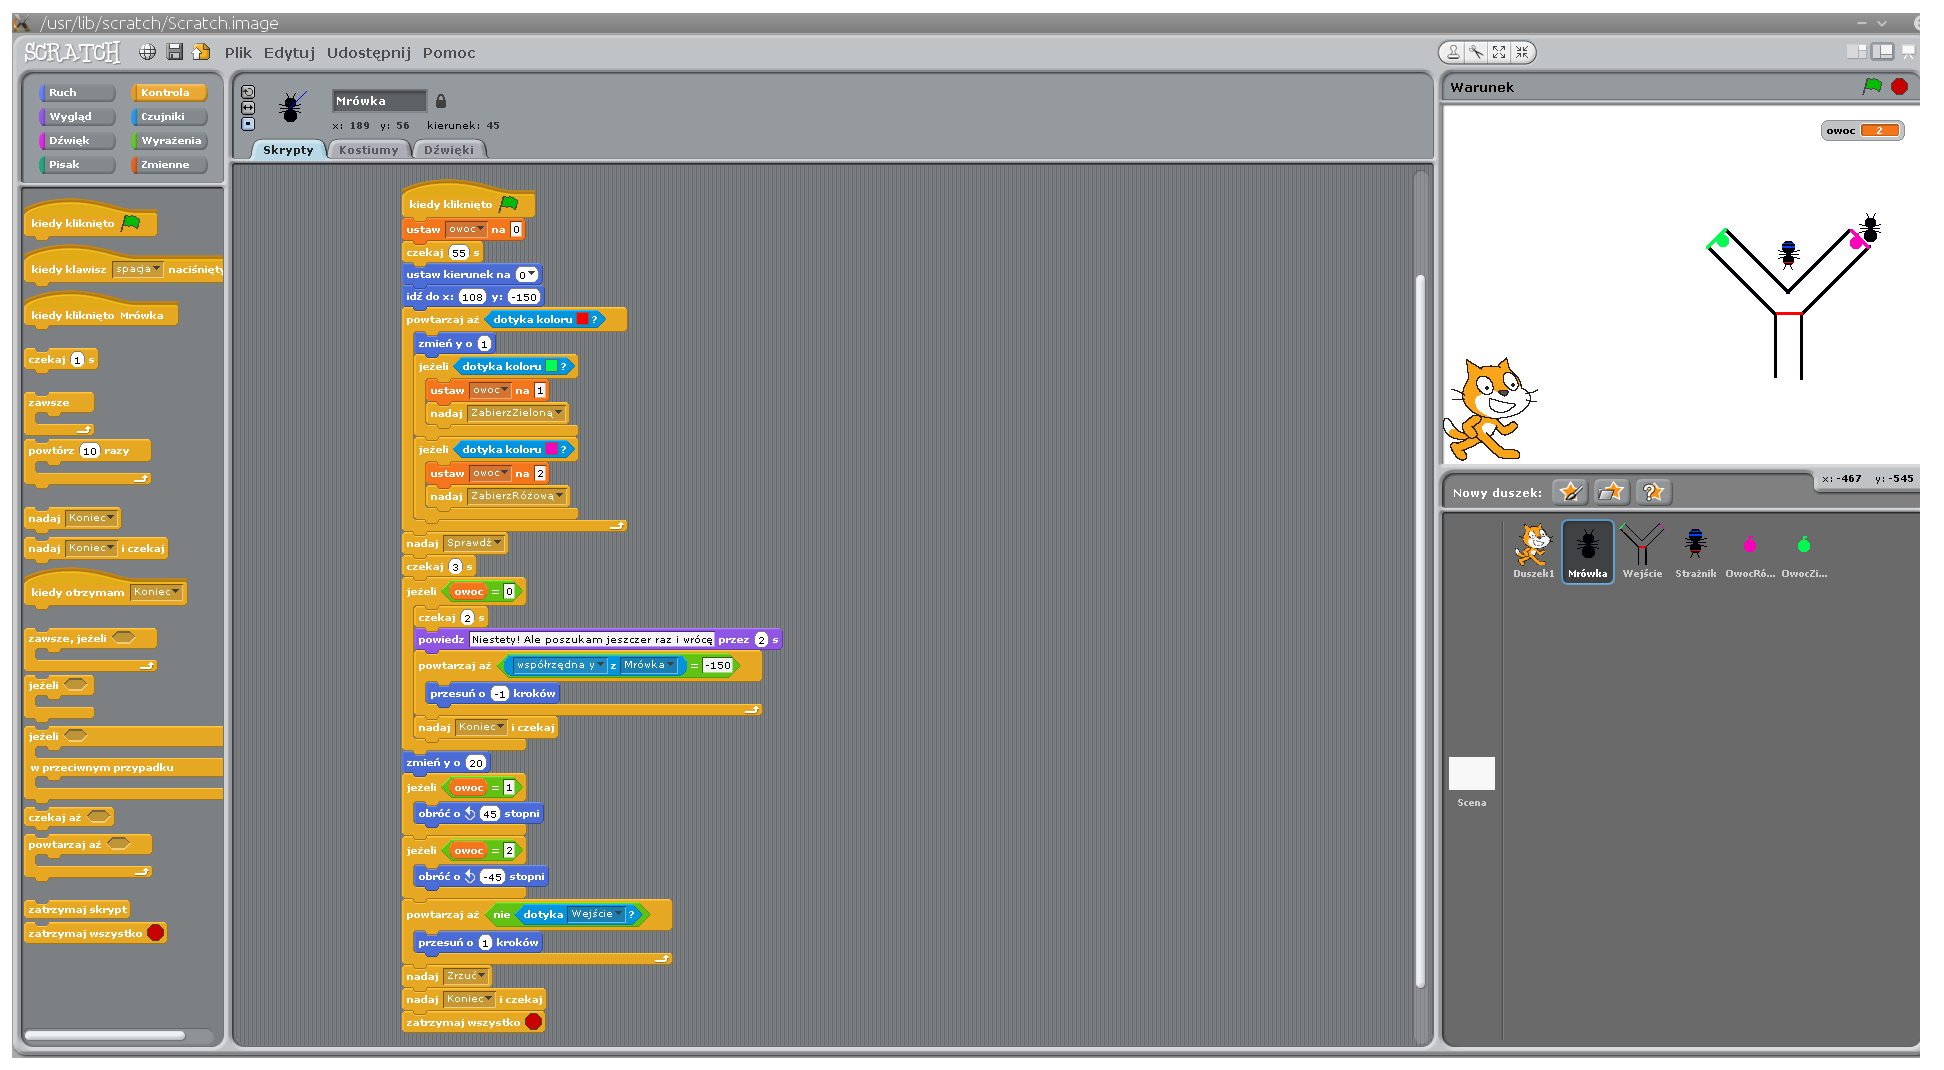 /usr/lib/scratch/Scratch.image
SCRATCH Plik Edytuj Udostępnij Pomoc
Ruch Kontrola
Wygląd Czujniki
Dźwięk Wyrażenia
Pisak Zmienne
kiedy kliknięto
kiedy klawisz spacja naciśnięty
kiedy kliknięto Mrówka
czekaj 1 s
zawsze
powtórz 10 razy
nadaj Koniec
nadaj Koniec i czekaj
kiedy otrzymam Koniec
zawsze, jeżeli
jeżeli
jeżeli
w przeciwnym przypadku
czekaj aż
powtarzaj aż
zatrzymaj skrypt
zatrzymaj wszystko
Mrówka
x: 189 y: 56 kierunek: 45
Skrypty Kostiumy Dźwięki
kiedy kliknięto
ustaw owoc na 0
czekaj 55 s
ustaw kierunek na 0
idź do x: 108 y: -150
powtarzaj aż dotyka koloru ?
zmień y o 1
jeżeli dotyka koloru ?
ustaw owoc na 1
nadaj ZabierzZieloną
jeżeli dotyka koloru ?
ustaw owoc na 2
nadaj ZabierzRóżową
nadaj Sprawdź
czekaj 3 s
jeżeli owoc = 0
czekaj 2 s
powiedz Niestety! Ale poszukam jeszczer raz i wrócę przez 2 s
powtarzaj aż współrzędna y z Mrówka = -150
przesuń o -1 kroków
nadaj Koniec i czekaj
zmień y o 20
jeżeli owoc = 1
obróć o 45 stopni
jeżeli owoc = 2
obróć o -45 stopni
powtarzaj aż nie dotyka Wejście ?
przesuń o 1 kroków
nadaj Zrzuć
nadaj Koniec i czekaj
zatrzymaj wszystko
Warunek
owoc 2
x: -467 y: -545
Nowy duszek:
Duszek1 Mrówka Wejście Strażnik OwocRó... OwocZi...
Scena